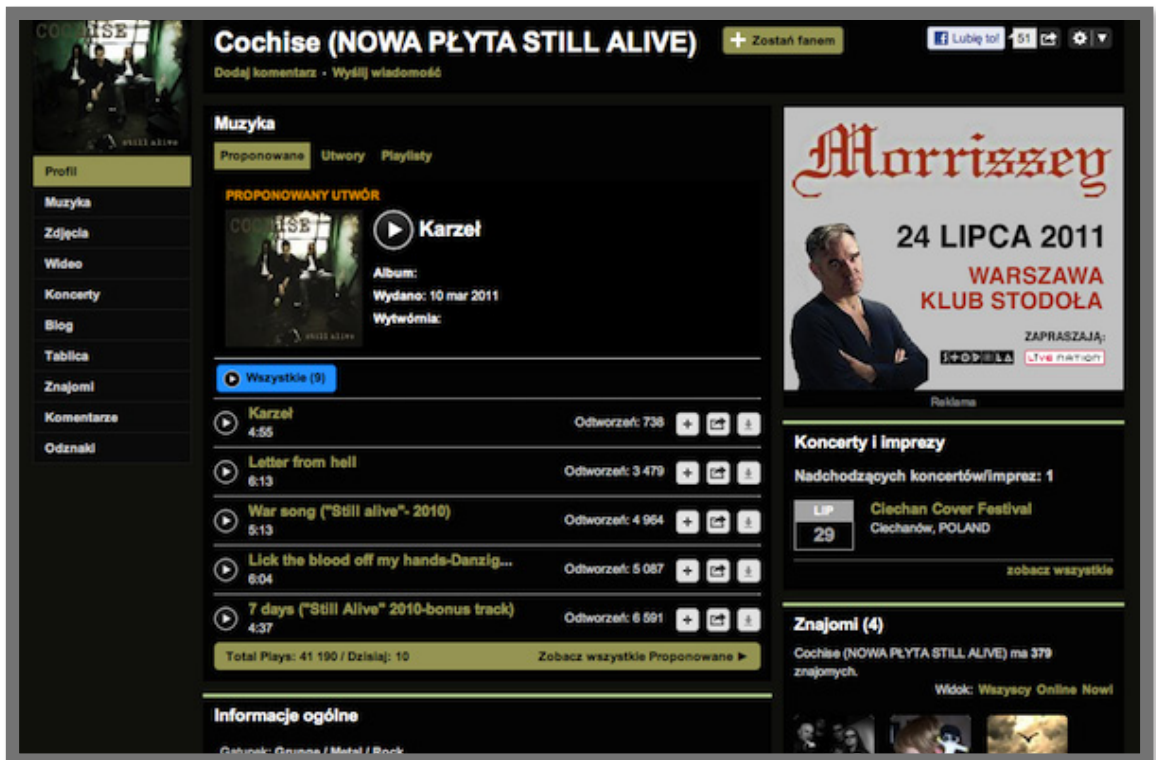 COCHISE
still alive
Cochise (NOWA PŁYTA STILL ALIVE)
+ Zostań fanem
Lubię to!
51
Dodaj komentarz - Wyślij wiadomość
Profil
Muzyka
Zdjęcia
Wideo
Koncerty
Blog
Tablica
Znajomi
Komentarze
Odznaki
Muzyka
Proponowane Utwory Playlisty
PROPONOWANY UTWÓR
COCHISE
still alive
Karzeł
Album:
Wydano: 10 mar 2011
Wytwórnia:
Wszystkie (9)
Karzeł
4:55
Odtworzeń: 738
Letter from hell
6:13
Odtworzeń: 3 479
War song ("Still alive"- 2010)
5:13
Odtworzeń: 4 964
Lick the blood off my hands-Danzig...
6:04
Odtworzeń: 5 087
7 days ("Still Alive" 2010-bonus track)
4:37
Odtworzeń: 6 591
Total Plays: 41 190 / Dzisiaj: 10
Zobacz wszystkie Proponowane
Informacje ogólne
Gatunek: Grunge / Metal / Rock
Morrissey
24 LIPCA 2011
WARSZAWA
KLUB STODOŁA
ZAPRASZAJĄ:
STODOŁA
LIVE NATION
Reklama
Koncerty i imprezy
Nadchodzących koncertów/imprez: 1
LIP
29
Ciechan Cover Festival
Ciechanów, POLAND
zobacz wszystkie
Znajomi (4)
Cochise (NOWA PŁYTA STILL ALIVE) ma 379
znajomych.
Widok: Wszyscy Online Nowi